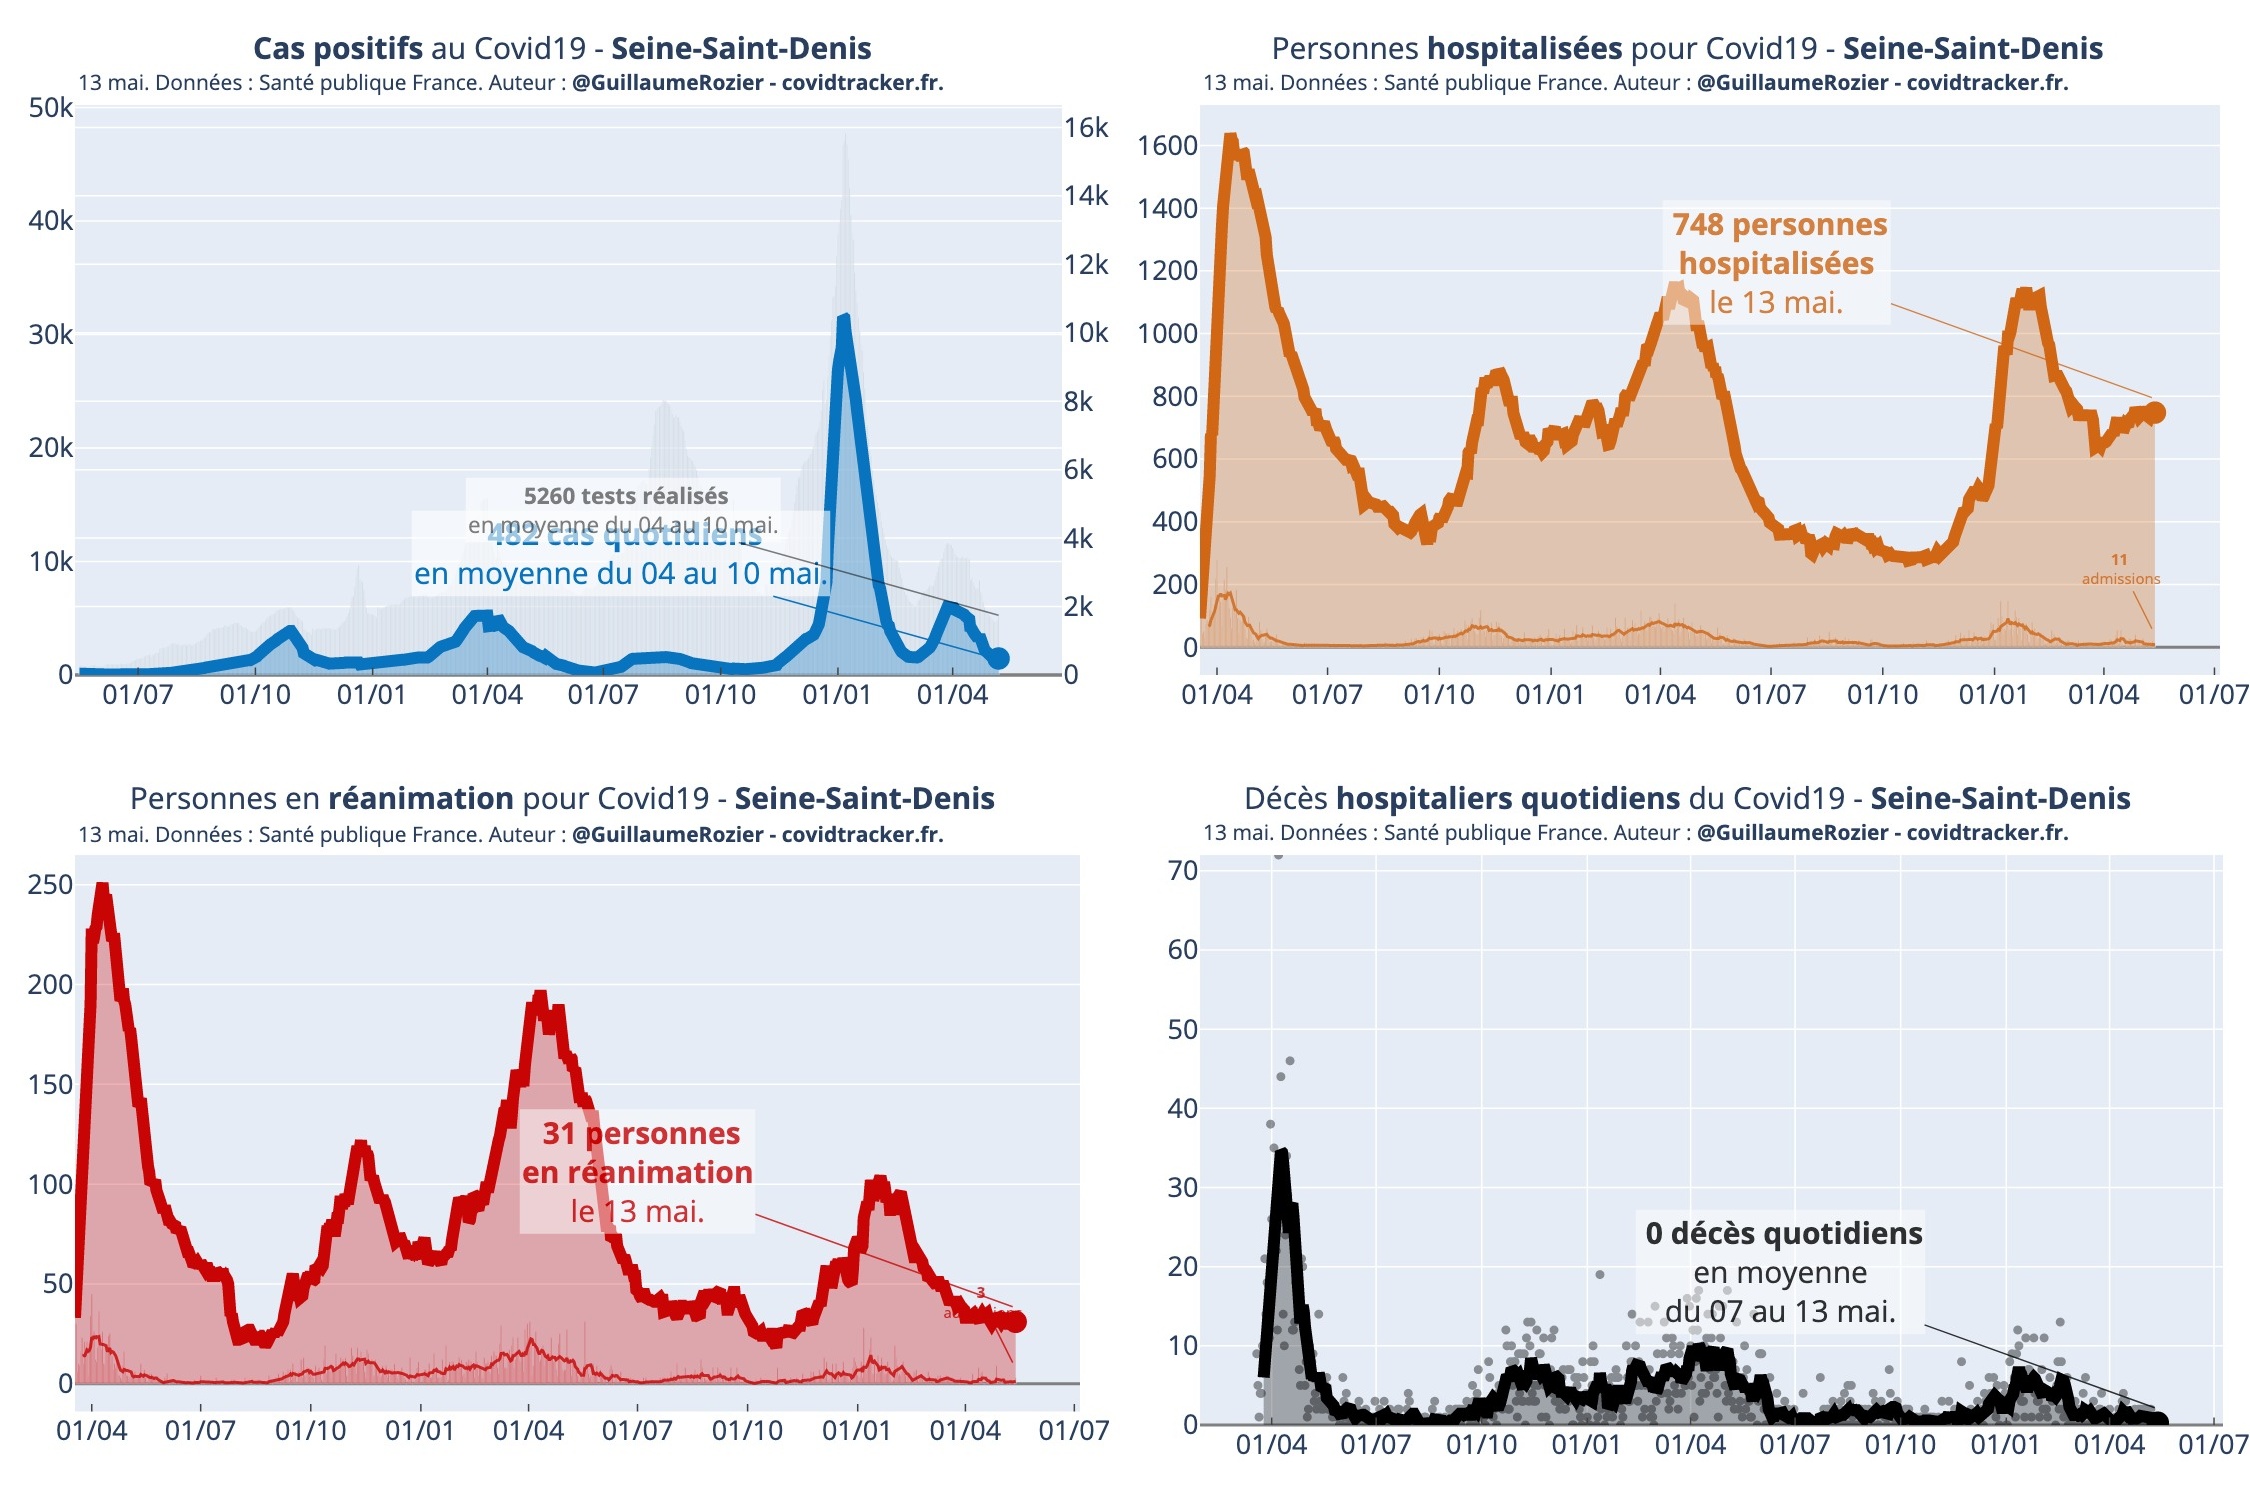 Cas positifs au Covid19 - Seine-Saint-Denis
13 mai. Données : Santé publique France. Auteur : @GuillaumeRozier - covidtracker.fr.
50k
40k
30k
20k
10k
0
16k
14k
12k
10k
8k
6k
4k
2k
0
5260 tests réalisés
en moyenne du 04 au 10 mai.
482 cas quotidiens
en moyenne du 04 au 10 mai.
01/07 01/10 01/01 01/04 01/07 01/10 01/01 01/04
Personnes hospitalisées pour Covid19 - Seine-Saint-Denis
13 mai. Données : Santé publique France. Auteur : @GuillaumeRozier - covidtracker.fr.
1600
1400
1200
1000
800
600
400
200
0
748 personnes
hospitalisées
le 13 mai.
11
admissions
01/04 01/07 01/10 01/01 01/04 01/07 01/10 01/01 01/04 01/07
Personnes en réanimation pour Covid19 - Seine-Saint-Denis
13 mai. Données : Santé publique France. Auteur : @GuillaumeRozier - covidtracker.fr.
250
200
150
100
50
0
31 personnes
en réanimation
le 13 mai.
3
01/04 01/07 01/10 01/01 01/04 01/07 01/10 01/01 01/04 01/07
Décès hospitaliers quotidiens du Covid19 - Seine-Saint-Denis
13 mai. Données : Santé publique France. Auteur : @GuillaumeRozier - covidtracker.fr.
70
60
50
40
30
20
10
0
0 décès quotidiens
en moyenne
du 07 au 13 mai.
01/04 01/07 01/10 01/01 01/04 01/07 01/10 01/01 01/04 01/07